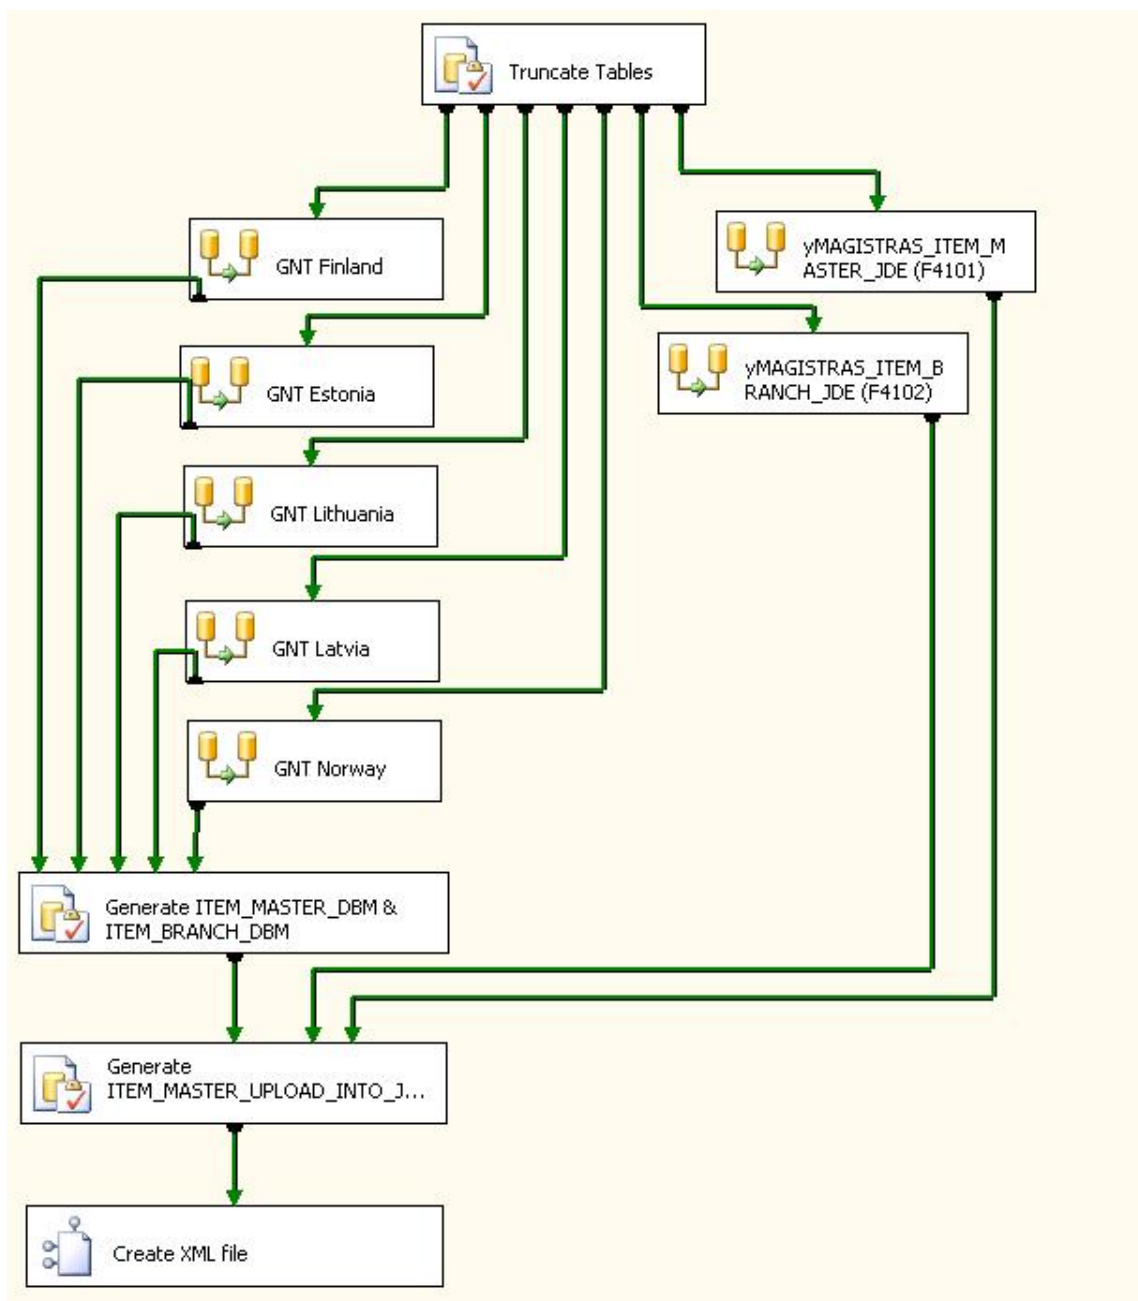 Truncate Tables
GNT Finland
yMAGISTRAS_ITEM_M
ASTER_JDE (F4101)
GNT Estonia
yMAGISTRAS_ITEM_B
RANCH_JDE (F4102)
GNT Lithuania
GNT Latvia
GNT Norway
Generate ITEM_MASTER_DBM &
ITEM_BRANCH_DBM
Generate
ITEM_MASTER_UPLOAD_INTO_J...
Create XML file